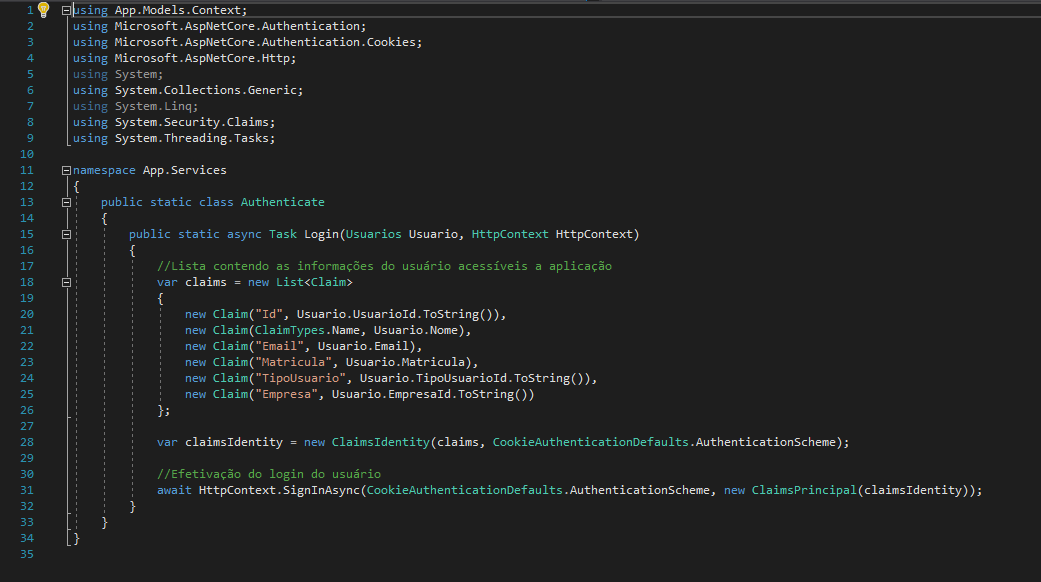 1 using App.Models.Context;
2 using Microsoft.AspNetCore.Authentication;
3 using Microsoft.AspNetCore.Authentication.Cookies;
4 using Microsoft.AspNetCore.Http;
5 using System;
6 using System.Collections.Generic;
7 using System.Linq;
8 using System.Security.Claims;
9 using System.Threading.Tasks;
10
11 namespace App.Services
12 {
13     public static class Authenticate
14     {
15         public static async Task Login(Usuarios Usuario, HttpContext HttpContext)
16         {
17             //Lista contendo as informações do usuário acessíveis a aplicação
18             var claims = new List<Claim>
19             {
20                 new Claim("Id", Usuario.UsuarioId.ToString()),
21                 new Claim(ClaimTypes.Name, Usuario.Nome),
22                 new Claim("Email", Usuario.Email),
23                 new Claim("Matricula", Usuario.Matricula),
24                 new Claim("TipoUsuario", Usuario.TipoUsuarioId.ToString()),
25                 new Claim("Empresa", Usuario.EmpresaId.ToString())
26             };
27
28             var claimsIdentity = new ClaimsIdentity(claims, CookieAuthenticationDefaults.AuthenticationScheme);
29
30             //Efetivação do login do usuário
31             await HttpContext.SignInAsync(CookieAuthenticationDefaults.AuthenticationScheme, new ClaimsPrincipal(claimsIdentity));
32         }
33     }
34 }
35